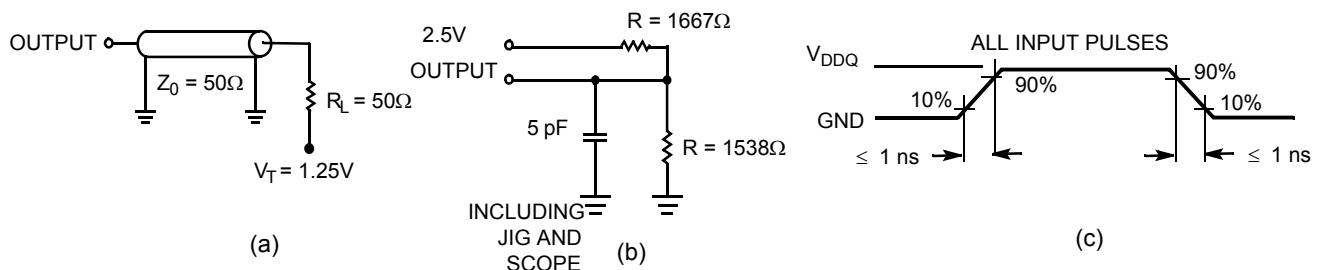 OUTPUT
Z0 = 50Ω
RL = 50Ω
VT = 1.25V
(a)
R = 1667Ω
2.5V
OUTPUT
5 pF
R = 1538Ω
INCLUDING
JIG AND
SCOPE
(b)
ALL INPUT PULSES
VDDQ
90%
10%
90%
10%
GND
≤ 1 ns
≤ 1 ns
(c)